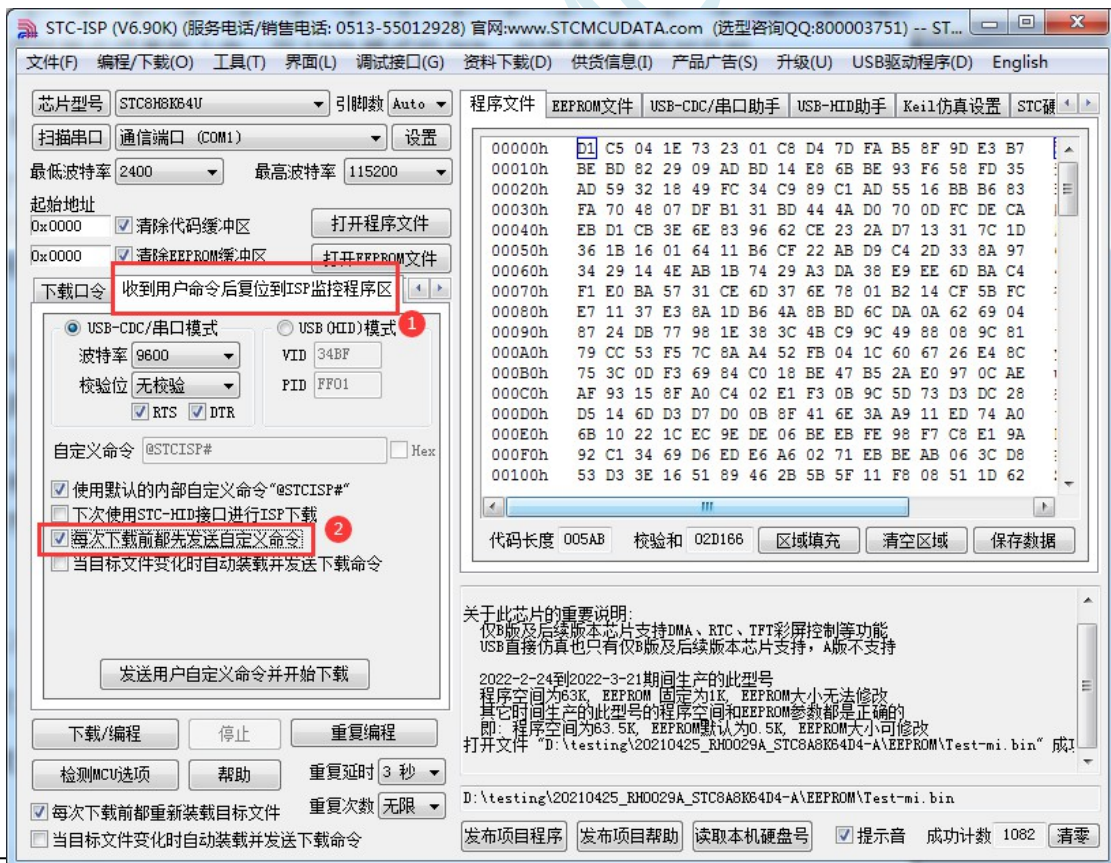 STC-ISP (V6.90K) (服务电话/销售电话: 0513-55012928) 官网:www.STCMCUDATA.com (选型咨询QQ:800003751) -- ST...
文件(F) 编程/下载(O) 工具(T) 界面(L) 调试接口(G) 资料下载(D) 供货信息(I) 产品广告(S) 升级(U) USB驱动程序(D) English
芯片型号 STC8H8K64U 引脚数 Auto
扫描串口 通信端口 (COM1) 设置
最低波特率 2400 最高波特率 115200
起始地址
0x0000 清除代码缓冲区 打开程序文件
0x0000 清除EEPROM缓冲区 打开EEPROM文件
下载口令 收到用户命令后复位到ISP监控程序区
1
USB-CDC/串口模式 USB(HID)模式
波特率 9600 VID 34BF
校验位 无校验 PID FF01
RTS DTR
自定义命令 @STCISP# Hex
使用默认的内部自定义命令"@STCISP#"
下次使用STC-HID接口进行ISP下载
每次下载前都先发送自定义命令 2
当目标文件变化时自动装载并发送下载命令
发送用户自定义命令并开始下载
下载/编程 停止 重复编程
检测MCU选项 帮助 重复延时 3 秒
每次下载前都重新装载目标文件 重复次数 无限
当目标文件变化时自动装载并发送下载命令
程序文件 EEPROM文件 USB-CDC/串口助手 USB-HID助手 Keil仿真设置 STC硬
00000h D1 C5 04 1E 73 23 01 C8 D4 7D FA B5 8F 9D E3 B7
00010h BE BD 82 29 09 AD BD 14 E8 6B BE 93 F6 58 FD 35
00020h AD 59 32 18 49 FC 34 C9 89 C1 AD 55 16 BB B6 83
00030h FA 70 48 07 DF B1 31 BD 44 4A D0 70 0D FC DE CA
00040h EB D1 CB 3E 6E 83 96 62 CE 23 2A D7 13 31 7C 1D
00050h 36 1B 16 01 64 11 B6 CF 22 AB D9 C4 2D 33 8A 97
00060h 34 29 14 4E AB 1B 74 29 A3 DA 38 E9 EE 6D BA C4
00070h F1 E0 BA 57 31 CE 6D 37 6E 78 01 B2 14 CF 5B FC
00080h E7 11 37 E3 8A 1D B6 4A 8B BD 6C DA 0A 62 69 04
00090h 87 24 DB 77 98 1E 38 3C 4B C9 9C 49 88 08 9C 81
000A0h 79 CC 53 F5 7C 8A A4 52 FB 04 1C 60 67 26 E4 8C
000B0h 75 3C 0D F3 69 84 C0 18 BE 47 B5 2A E0 97 0C AE
000C0h AF 93 15 8F A0 C4 02 E1 F3 0B 9C 5D 73 D3 DC 28
000D0h D5 14 6D D3 D7 D0 0B 8F 41 6E 3A A9 11 ED 74 A0
000E0h 6B 10 22 1C EC 9E DE 06 BE EB FE 98 F7 C8 E1 9A
000F0h 92 C1 34 69 D6 ED E6 A6 02 71 EB BE AB 06 3C D8
00100h 53 D3 3E 16 51 89 46 2B 5B 5F 11 F8 08 51 1D 62
代码长度 005AB 校验和 02D166 区域填充 清空区域 保存数据
关于此芯片的重要说明:
仅B版及后续版本芯片支持DMA、RTC、TFT彩屏控制等功能
USB直接仿真也只有仅B版及后续版本芯片支持，A版不支持
2022-2-24到2022-3-21期间生产的此型号
程序空间为63K, EEPROM 固定为1K, EEPROM大小无法修改
其它时间生产的此型号的程序空间和EEPROM参数都是正确的
即: 程序空间为63.5K, EEPROM默认为0.5K, EEPROM大小可修改
打开文件 "D:\testing\20210425_RH0029A_STC8A8K64D4-A\EEPROM\Test-mi.bin" 成功
D:\testing\20210425_RH0029A_STC8A8K64D4-A\EEPROM\Test-mi.bin
发布项目程序 发布项目帮助 读取本机硬盘号 提示音 成功计数 1082 清零